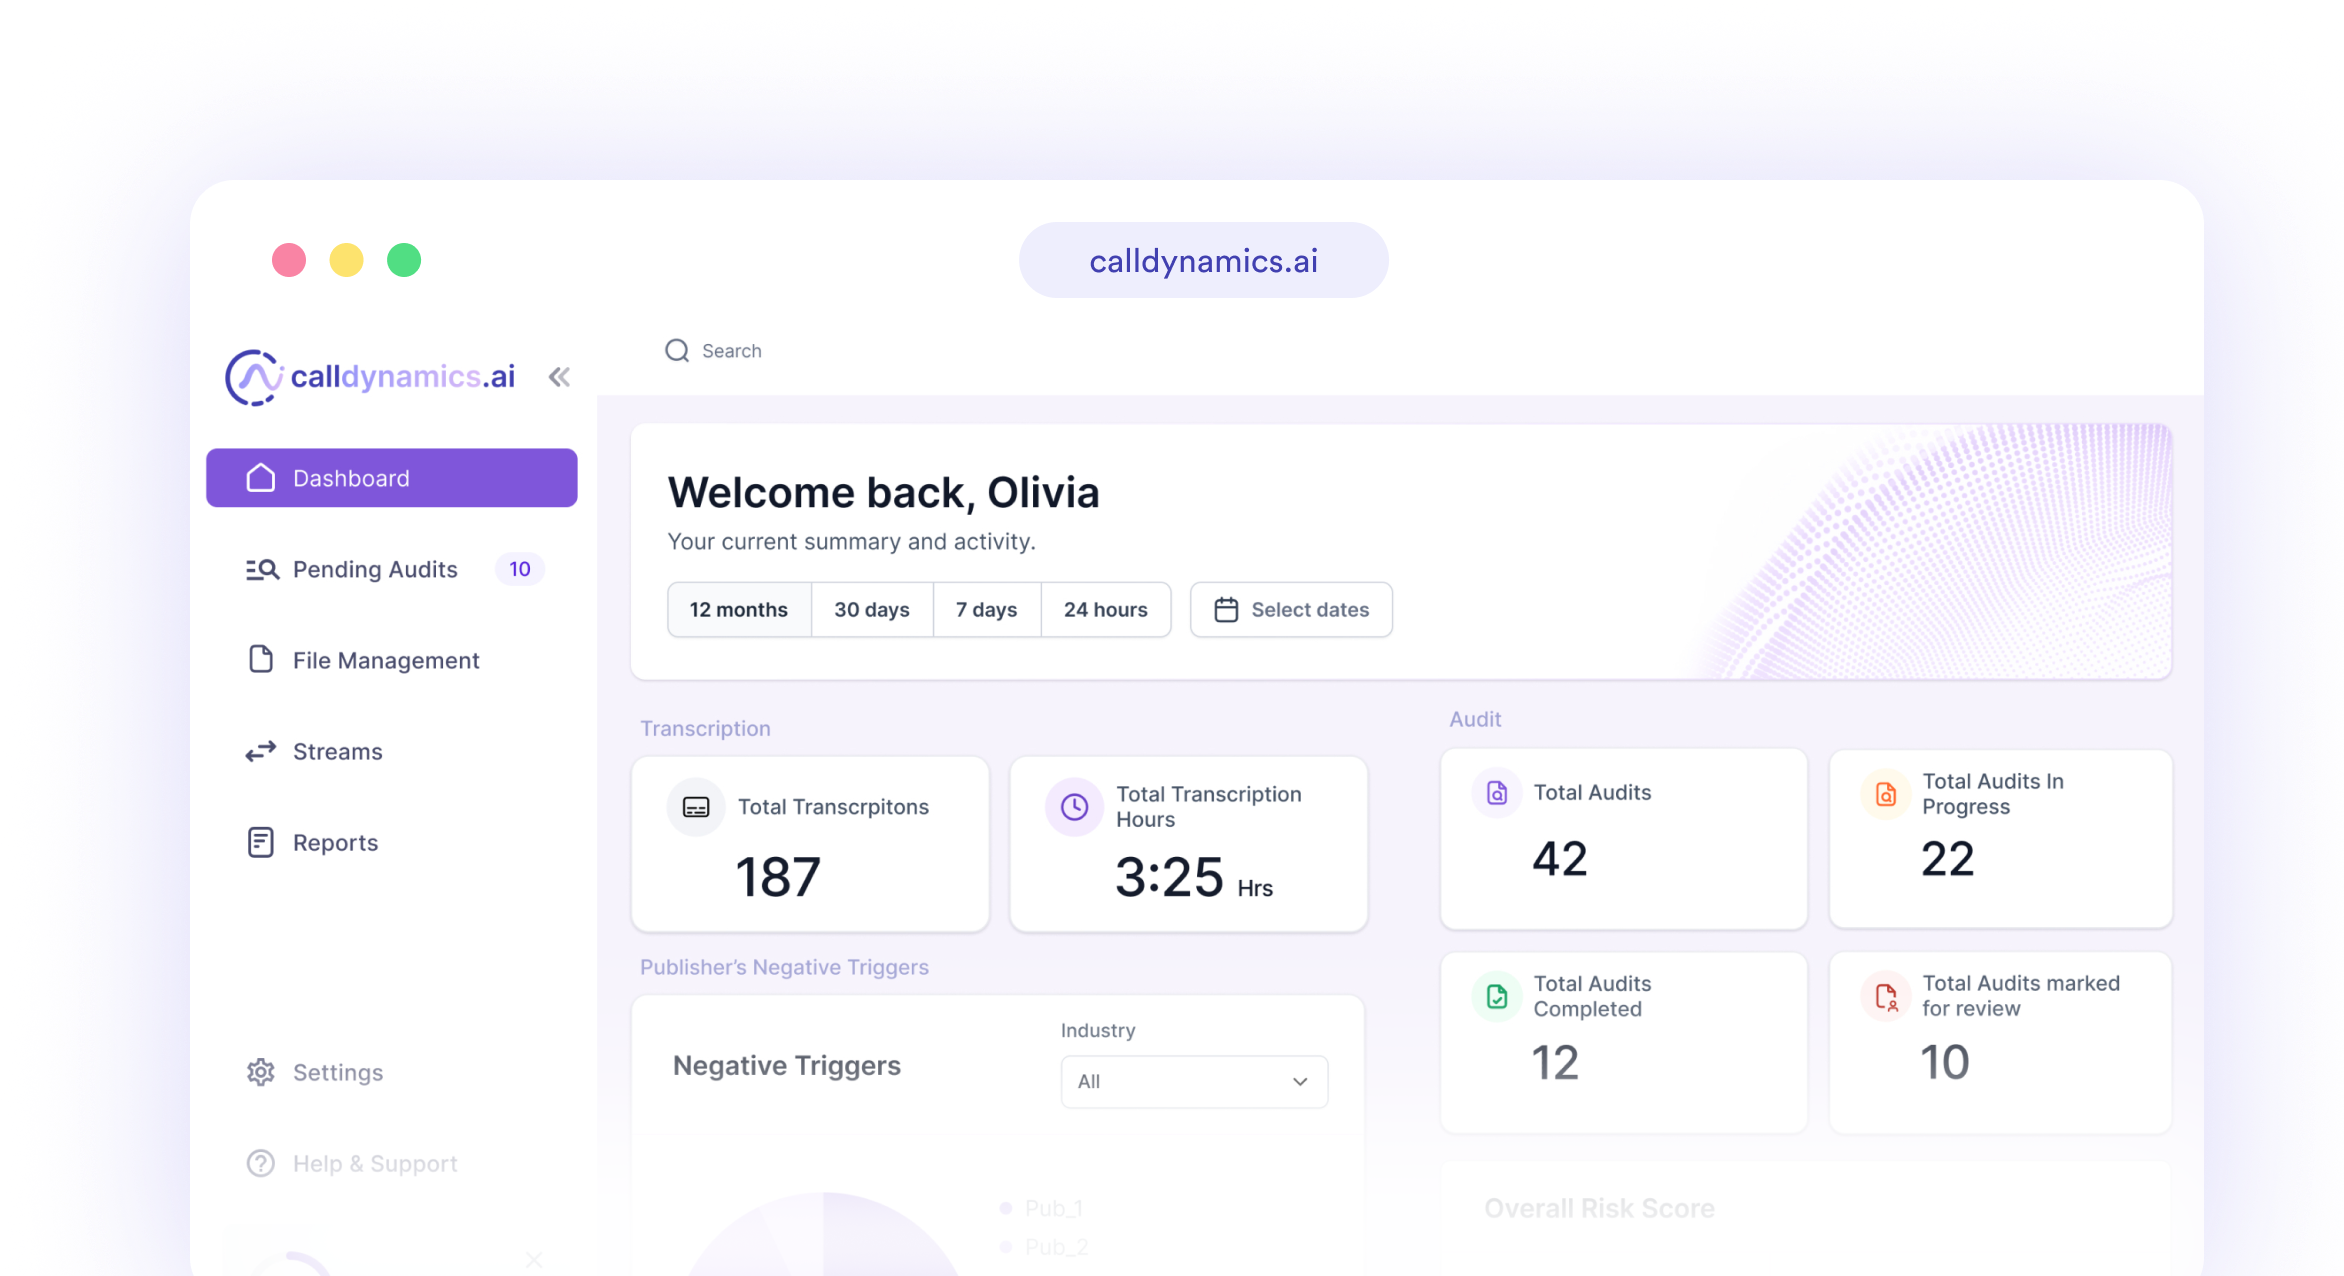 calldynamics.ai
calldynamics.ai
Search
Dashboard
Pending Audits 10
File Management
Streams
Reports
Settings
Help & Support
Welcome back, Olivia
Your current summary and activity.
12 months 30 days 7 days 24 hours Select dates
Transcription
Total Transcrpitons
187
Total Transcription
Hours
3:25 Hrs
Publisher's Negative Triggers
Negative Triggers
Industry
All
Pub_1
Pub_2
Audit
Total Audits
42
Total Audits In
Progress
22
Total Audits
Completed
12
Total Audits marked
for review
10
Overall Risk Score